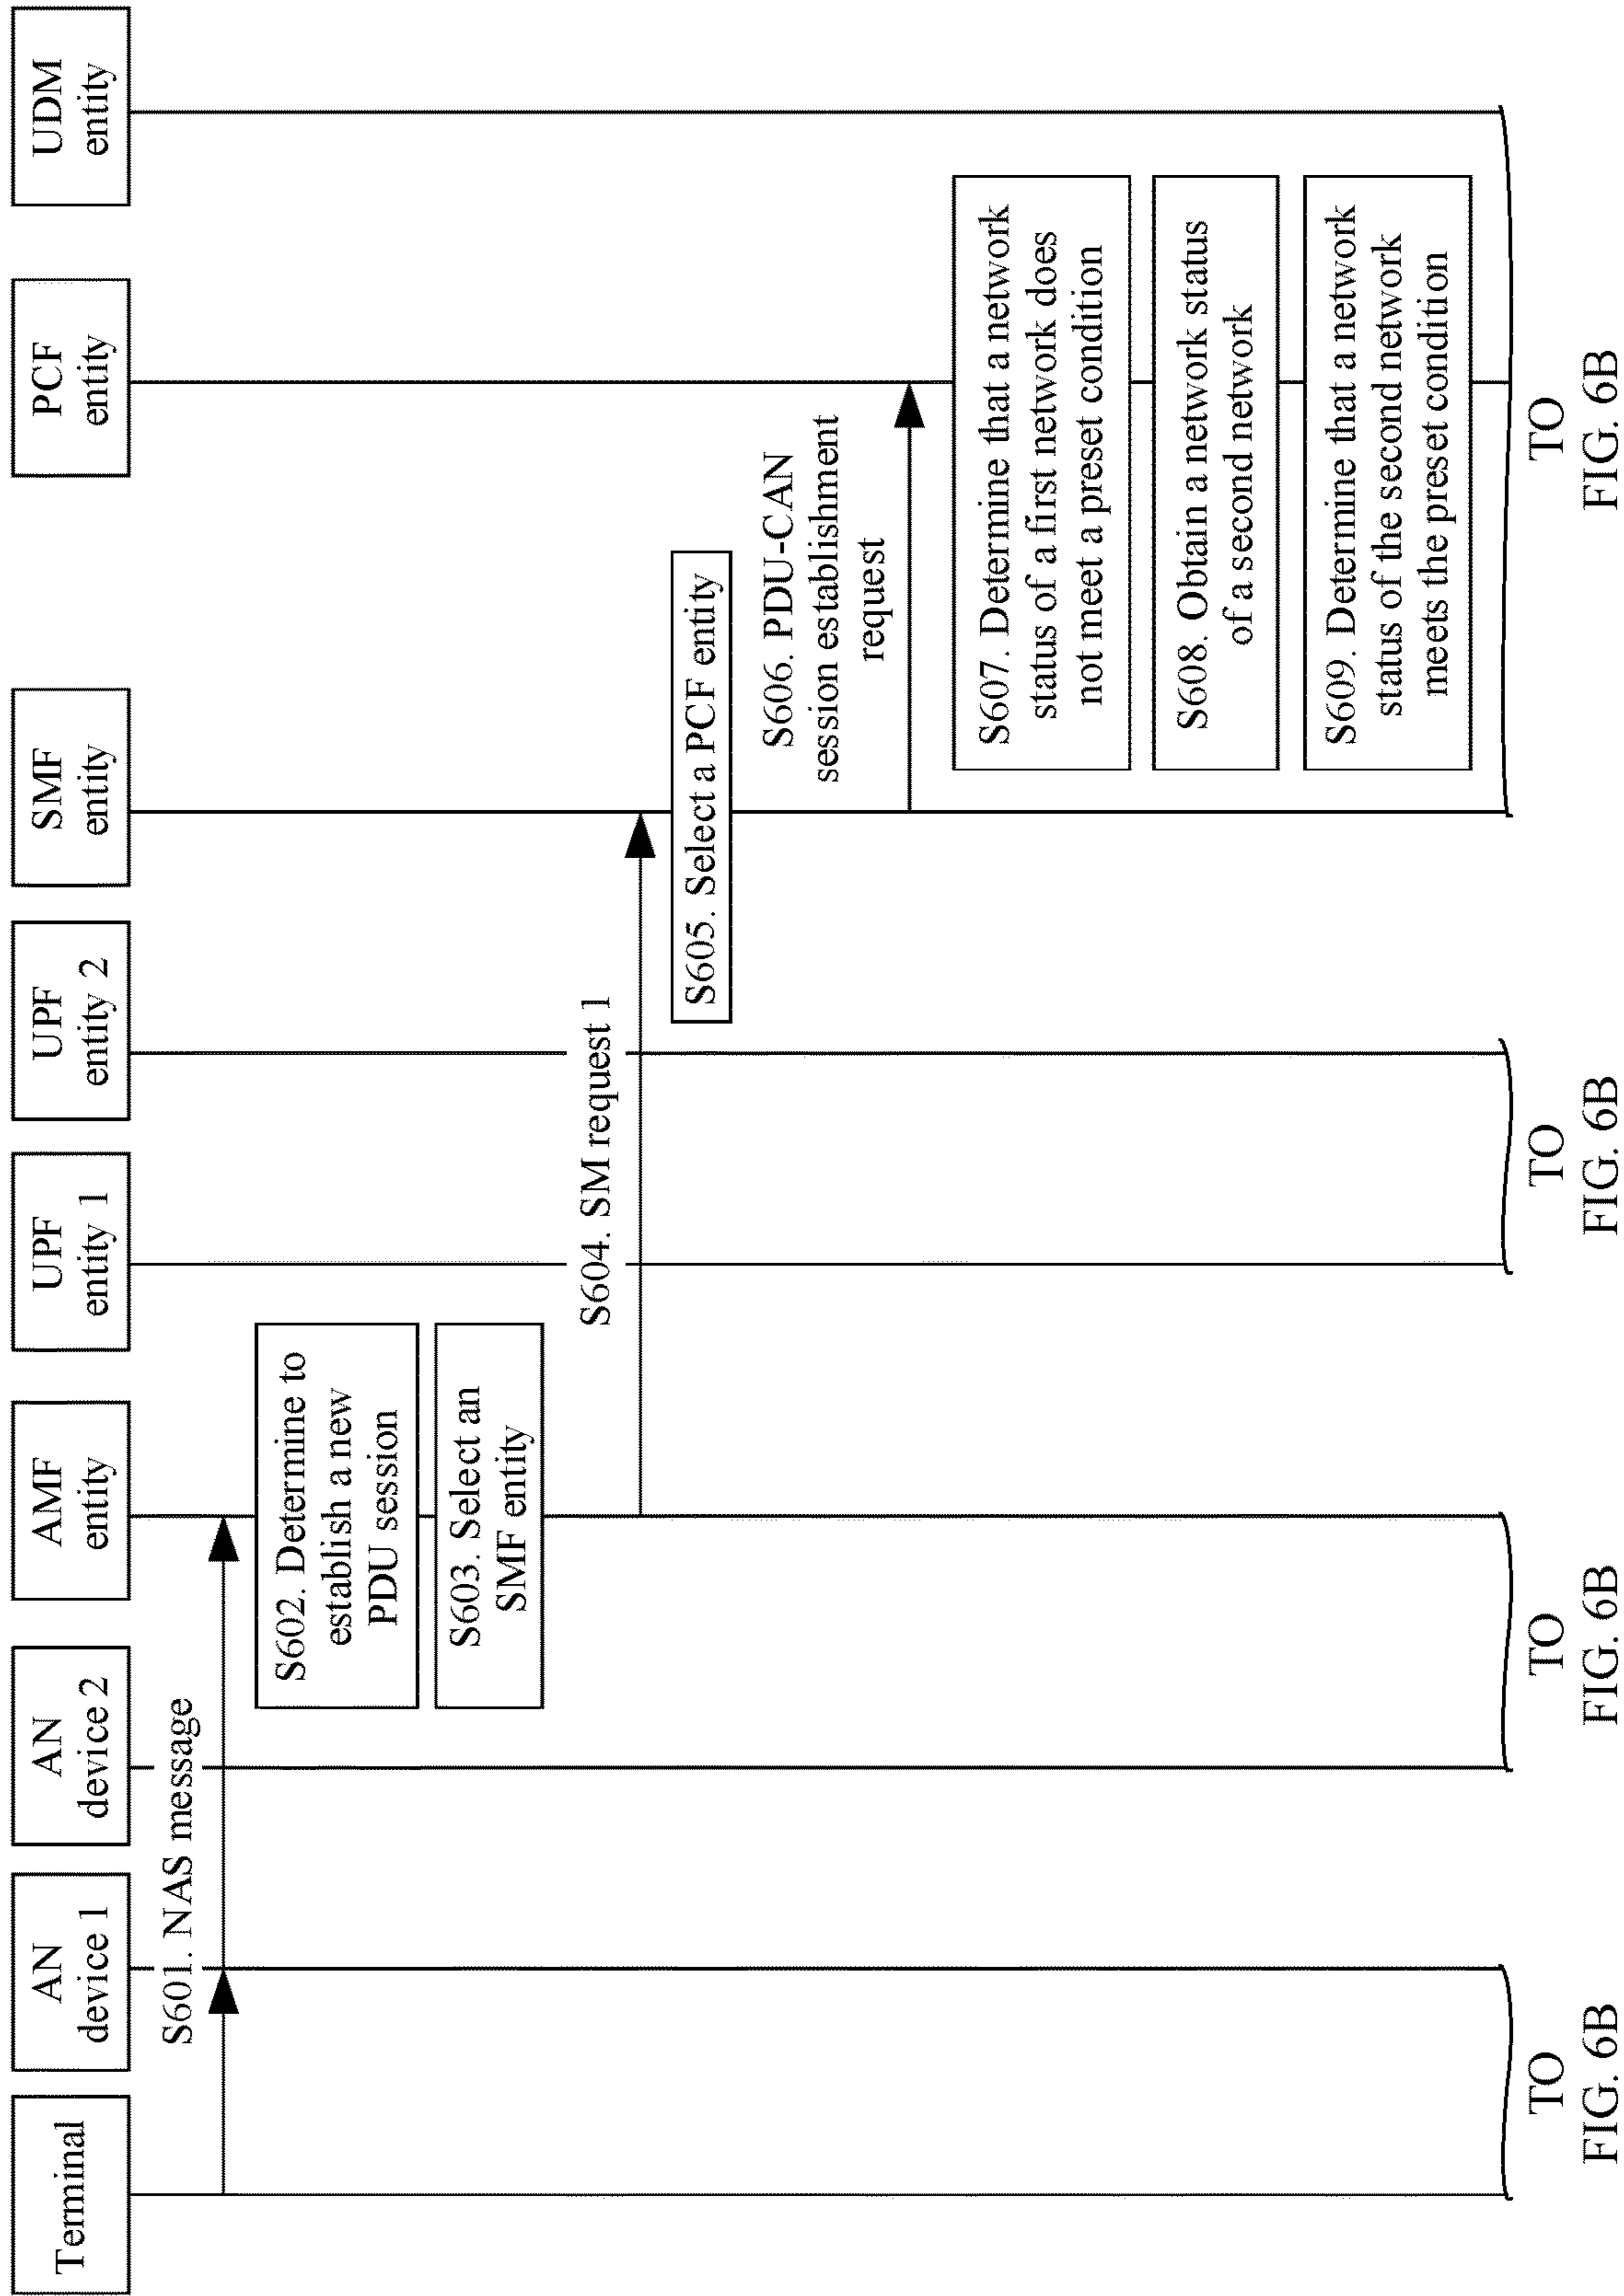 Terminal
AN
device 1
AN
device 2
AMF
entity
UPF
entity 1
UPF
entity 2
SMF
entity
PCF
entity
UDM
entity
S601. NAS message
S602. Determine to
establish a new
PDU session
S603. Select an
SMF entity
S604. SM request 1
S605. Select a PCF entity
S606. PDU-CAN
session establishment
request
S607. Determine that a network
status of a first network does
not meet a preset condition
S608. Obtain a network status
of a second network
S609. Determine that a network
status of the second network
meets the preset condition
TO
FIG. 6B
TO
FIG. 6B
TO
FIG. 6B
TO
FIG. 6B